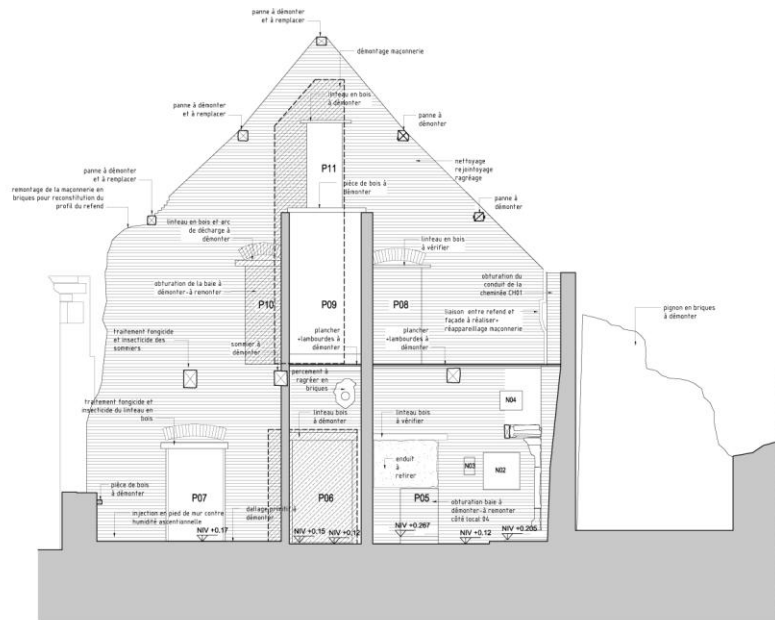 panne à démonter
et à remplacer
démontage maçonnerie
linteau en bois
à démonter
panne à démonter
et à remplacer
panne à
démonter
P11
nettoyage
rejointoyage
ragréage
pièce de bois à
démonter
panne à démonter
et à remplacer
remontage de la maçonnerie en
briques pour reconstitution du
profil du refend
panne à
démonter
linteau en bois et arc
de décharge à
démonter
linteau en bois
à vérifier
obturation de la baie à
démonter-à remonter
P10
P09
P08
obturation du
conduit de la
cheminée CH01
liaison entre refend et
façade à réaliser+
réappareillage maçonnerie
pignon en briques
à démonter
traitement fongicide
et insecticide des
sommiers
sommier à
démonter
plancher
+lambourdes à
démonter
plancher
+lambourdes à
démonter
percement à
ragréer en
briques
N04
traitement fongicide et
insecticide du linteau en
bois
linteau bois
à démonter
linteau bois
à vérifier
enduit
à
retirer
N03
N02
pièce de bois
à démonter
P07
P06
P05
obturation baie à
démonter-à remonter
côté local 04
injection en pied de mur contre
humidité ascentionnelle
dallage
à
démonter
NIV +0.17
NIV +0.15
NIV +0.12
NIV +0.267
NIV +0.12
NIV +0.205